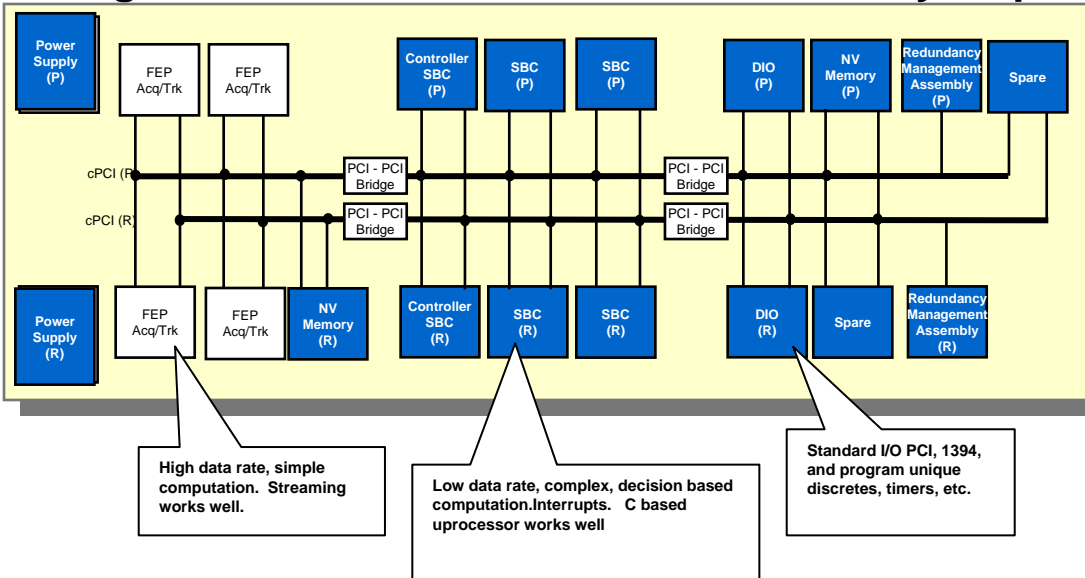 Power
Supply
(P)
FEP
Acq/Trk
FEP
Acq/Trk
Controller
SBC
(P)
SBC
(P)
SBC
(P)
DIO
(P)
NV
Memory
(P)
Redundancy
Management
Assembly
(P)
Spare
cPCI (P
PCI - PCI
Bridge
PCI - PCI
Bridge
cPCI (R)
PCI - PCI
Bridge
PCI - PCI
Bridge
Power
Supply
(R)
FEP
Acq/Trk
FEP
Acq/Trk
NV
Memory
(R)
Controller
SBC
(R)
SBC
(R)
SBC
(R)
DIO
(R)
Spare
Redundancy
Management
Assembly
(R)
High data rate, simple
computation.  Streaming
works well.
Low data rate, complex, decision based
computation.Interrupts.   C based
uprocessor works well
Standard I/O PCI, 1394,
and program unique
discretes, timers, etc.